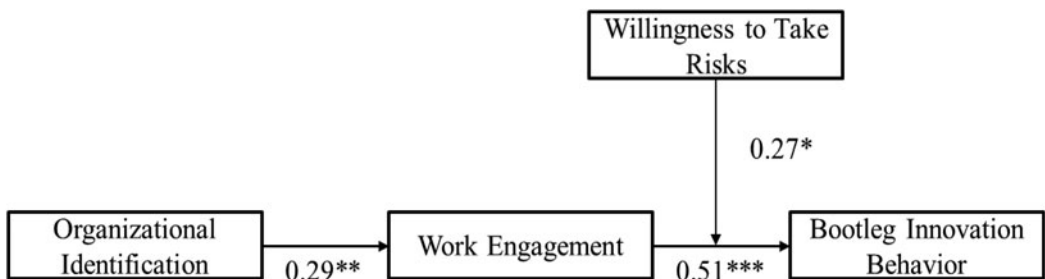 Willingness to Take
Risks
0.27*
Organizational
Identification
0.29**
Work Engagement
0.51***
Bootleg Innovation
Behavior